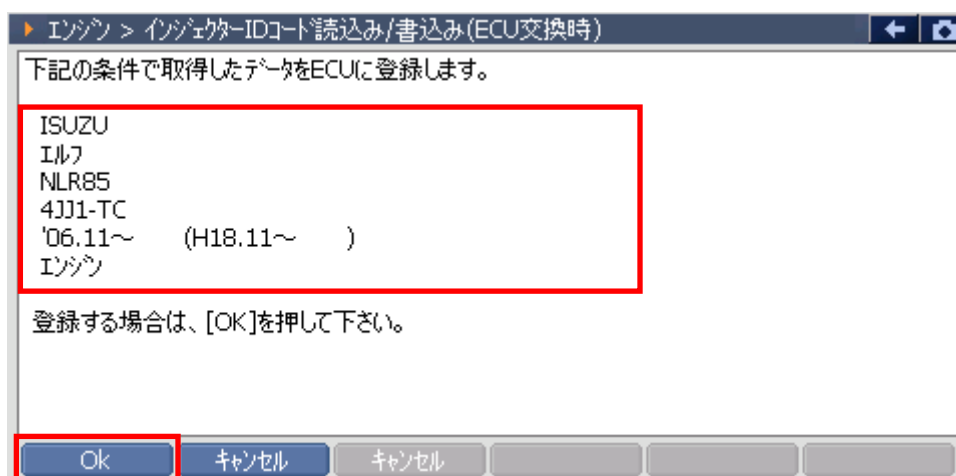 エンジン > インジェクターIDコード読込み/書込み(ECU交換時)
下記の条件で取得したデータをECUに登録します。
ISUZU
エルフ
NLR85
4JJ1-TC
'06.11～ (H18.11～ )
エンジン
登録する場合は、[OK]を押して下さい。
Ok キャンセル キャンセル